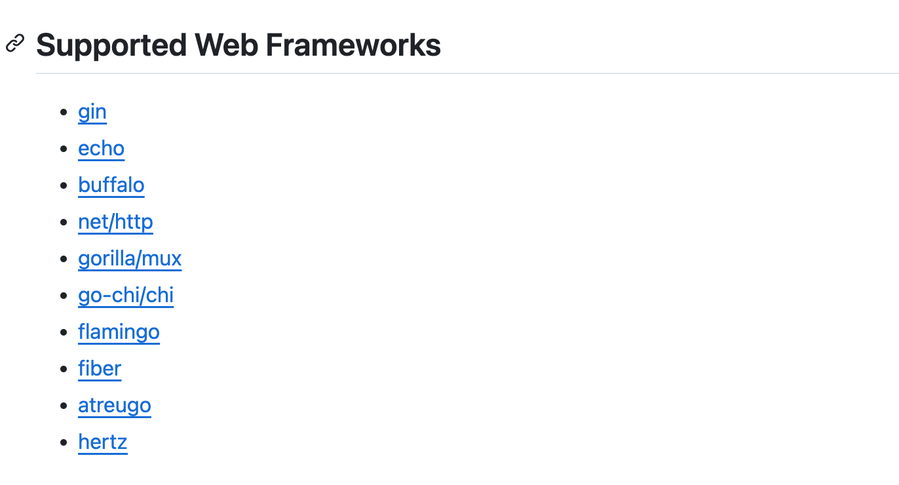 Supported Web Frameworks
gin
echo
buffalo
net/http
gorilla/mux
go-chi/chi
flamingo
fiber
atreugo
hertz